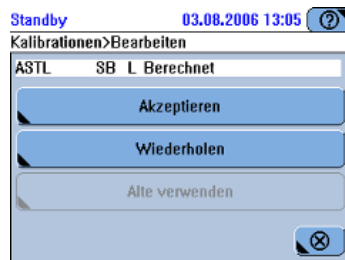 Standby 03.08.2006 13:05 ?
Kalibrationen>Bearbeiten
ASTL SB L Berechnet
Akzeptieren
Wiederholen
Alte verwenden